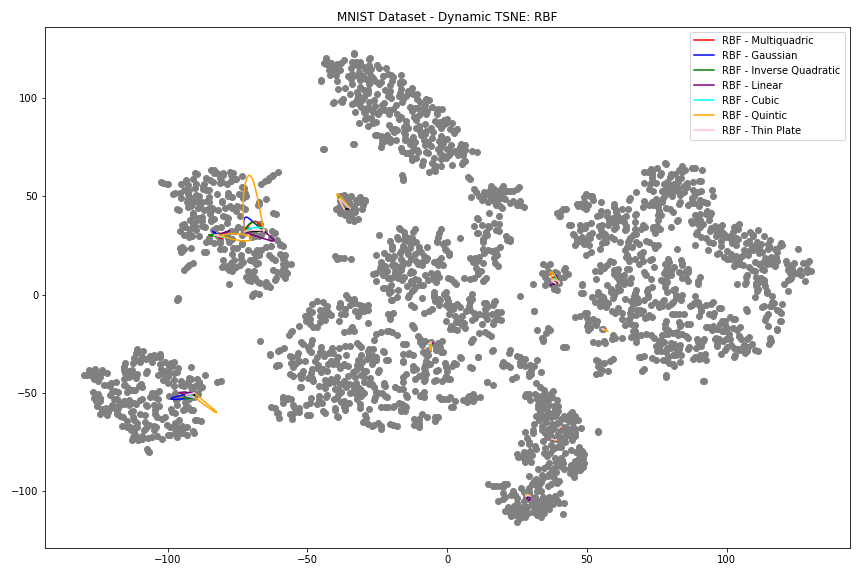 MNIST Dataset - Dynamic TSNE: RBF
RBF - Multiquadric
RBF - Gaussian
RBF - Inverse Quadratic
RBF - Linear
RBF - Cubic
RBF - Quintic
RBF - Thin Plate
100
50
0
−50
−100
−100
−50
0
50
100